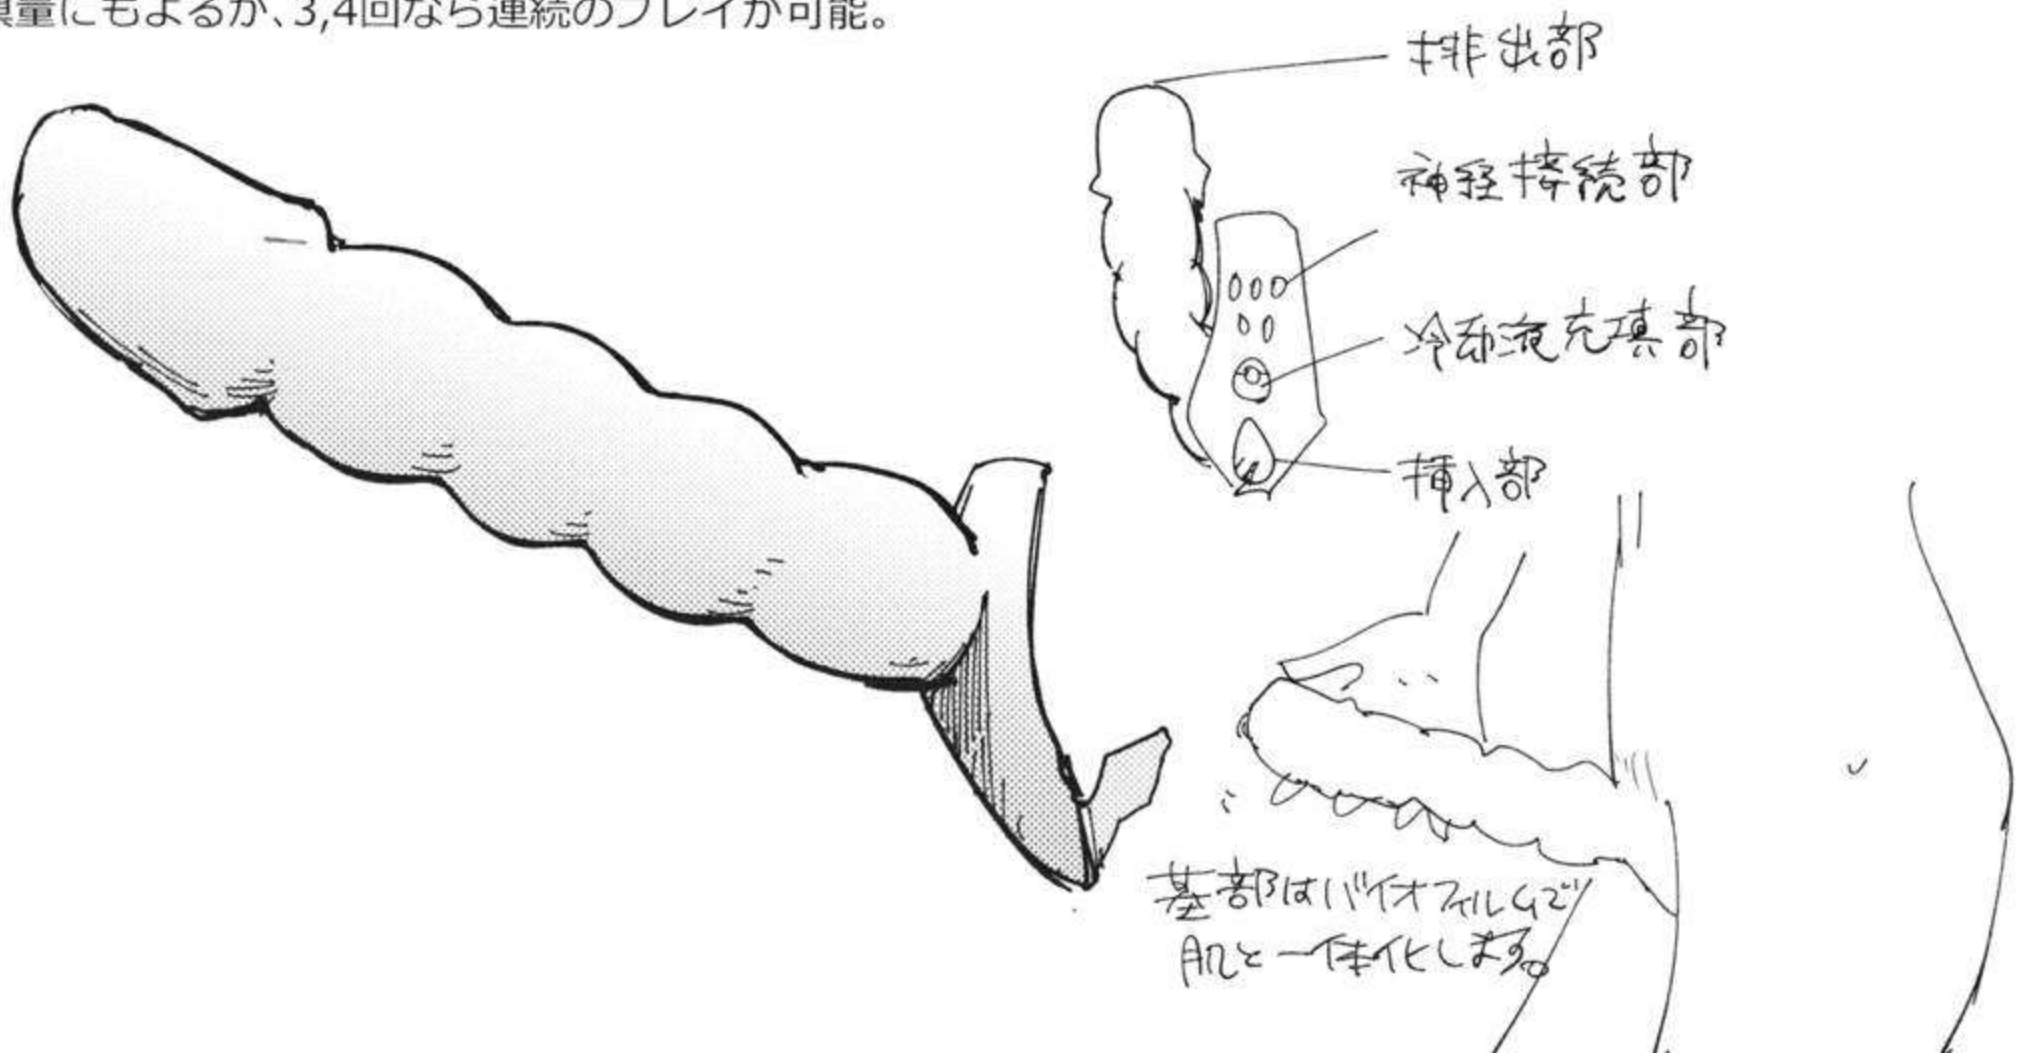 量にもよるが、3,4回なら連続のプレイが可能。
排出部
神経接続部
冷却液充填部
挿入部
基部はバイオフィルムで
肌と一体化します。